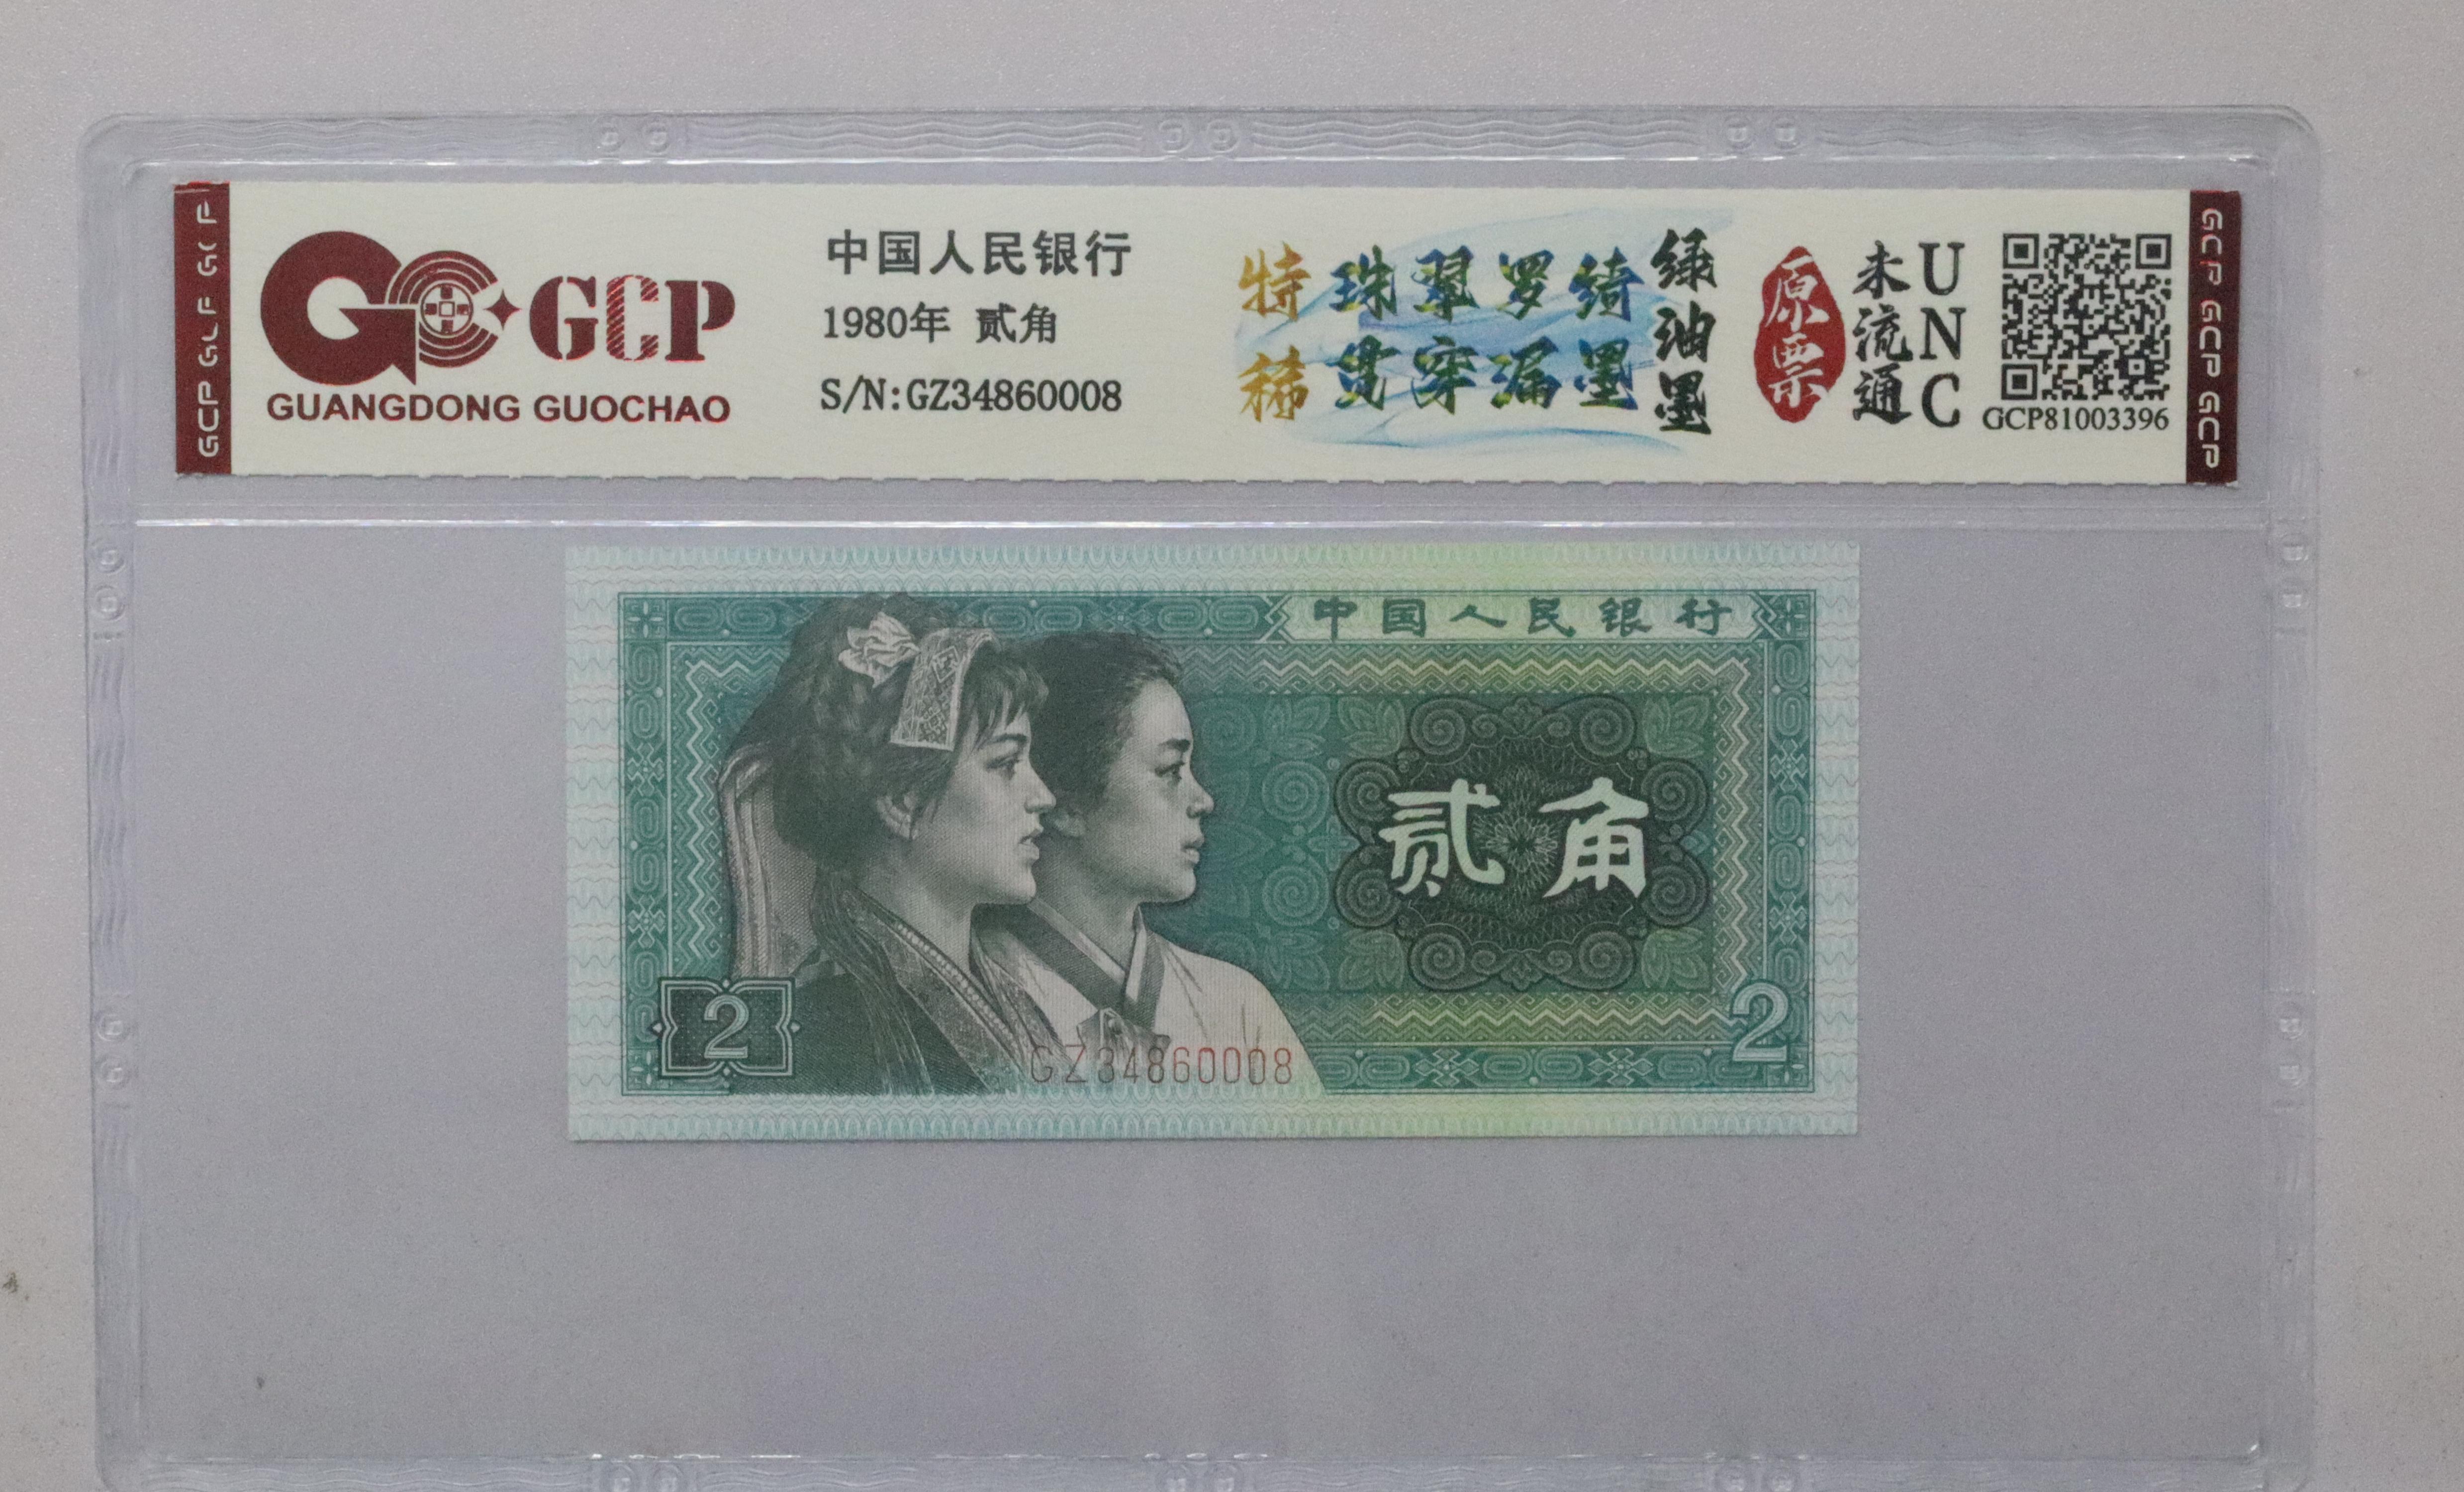 GCP GCP GCP
GCP
GUANGDONG GUOCHAO
中国人民银行
1980年 贰角
S/N:GZ34860008
特稀
珠翠罗绮
贯穿漏墨
绿油墨
原票
未流通
UNC
GCP81003396
GCP GCP GCP
中国人民银行
贰角
2
GZ34860008
2